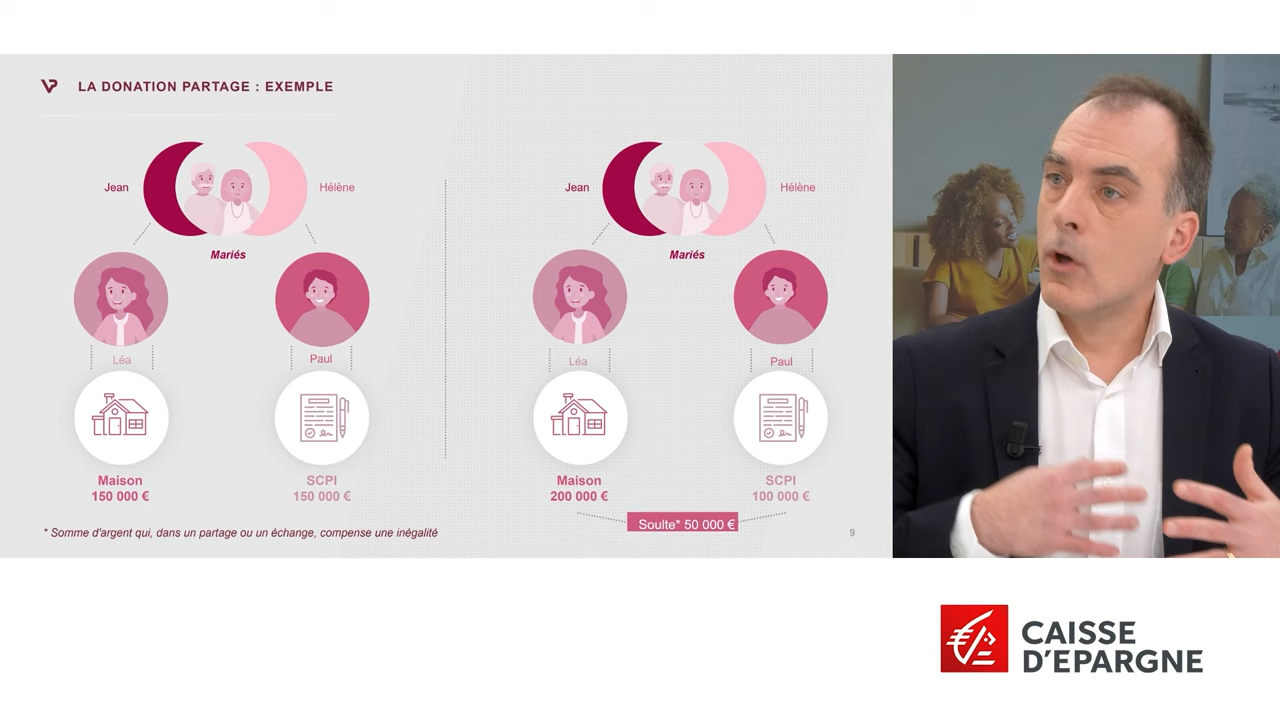 LA DONATION PARTAGE : EXEMPLE
Jean
Hélène
Mariés
Léa
Paul
Maison
150 000 €
SCPI
150 000 €
Jean
Hélène
Mariés
Léa
Paul
Maison
200 000 €
SCPI
100 000 €
Soulte* 50 000 €
* Somme d'argent qui, dans un partage ou un échange, compense une inégalité
9
CAISSE
D'EPARGNE